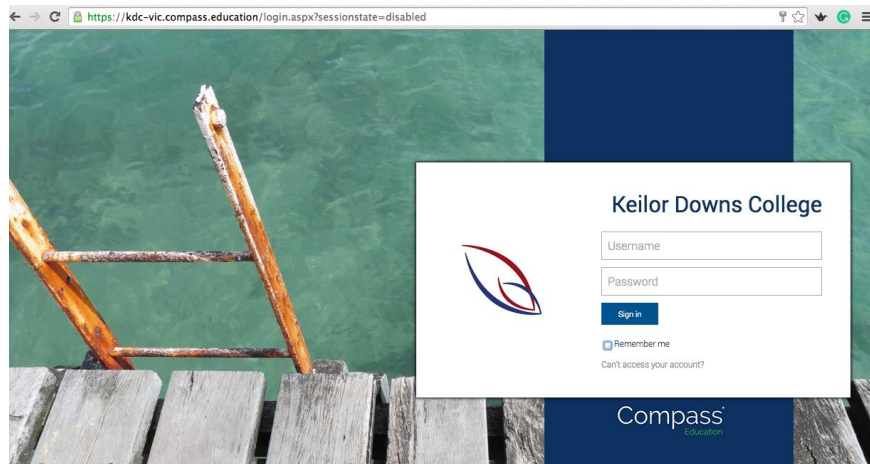 https://kdc-vic.compass.education/login.aspx?sessionstate=disabled
Keilor Downs College
Username
Password
Sign in
Remember me
Can't access your account?
Compass
Education